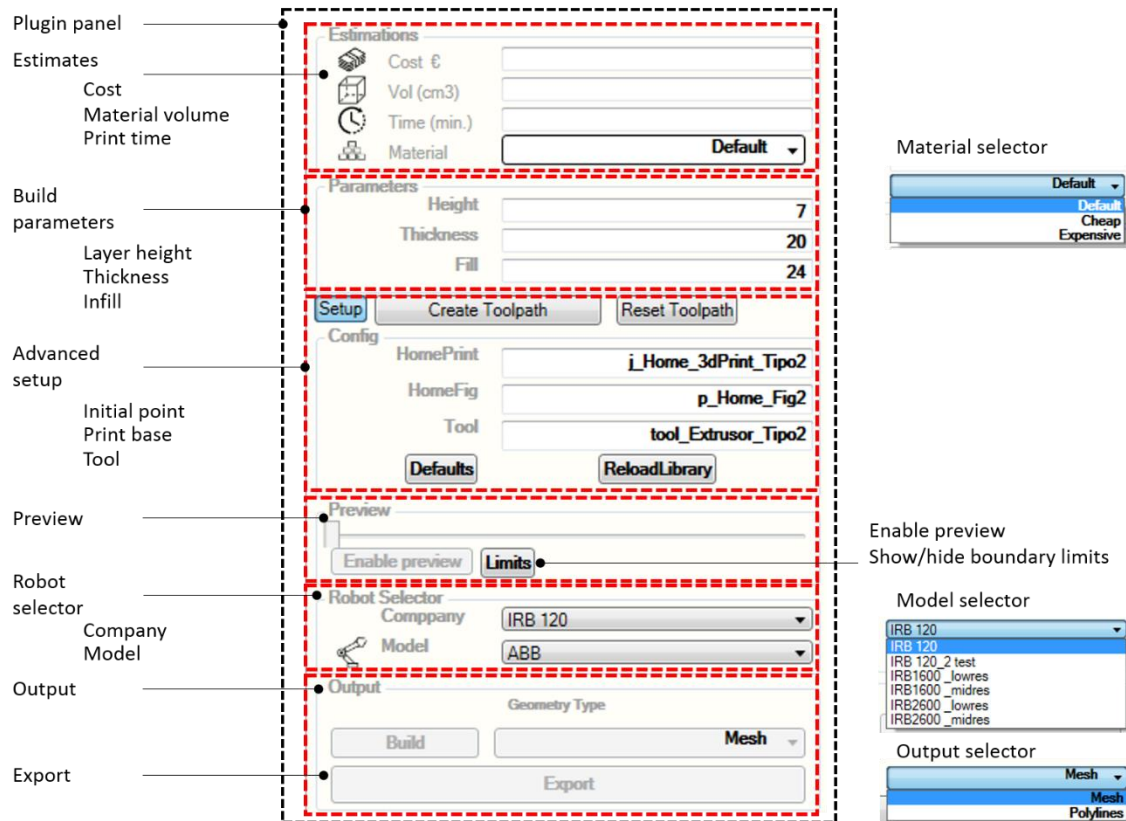 Plugin panel
Estimates
Cost
Material volume
Print time
Build
parameters
Layer height
Thickness
Infill
Advanced
setup
Initial point
Print base
Tool
Preview
Robot
selector
Company
Model
Output
Export
Estimations
Cost €
Vol (cm3)
Time (min.)
Material Default
Parameters
Height 7
Thickness 20
Fill 24
Setup Create Toolpath Reset Toolpath
Config
HomePrint j_Home_3dPrint_Tipo2
HomeFig p_Home_Fig2
Tool tool_Extrusor_Tipo2
Defaults ReloadLibrary
Preview
Enable preview Limits
Robot Selector
Comppany IRB 120
Model ABB
Output
Geometry Type
Build Mesh
Export
Material selector
Default
Default
Cheap
Expensive
Enable preview
Show/hide boundary limits
Model selector
IRB 120
IRB 120
IRB 120_2 test
IRB1600 _lowres
IRB1600 _midres
IRB2600 _lowres
IRB2600 _midres
Output selector
Mesh
Mesh
Polylines